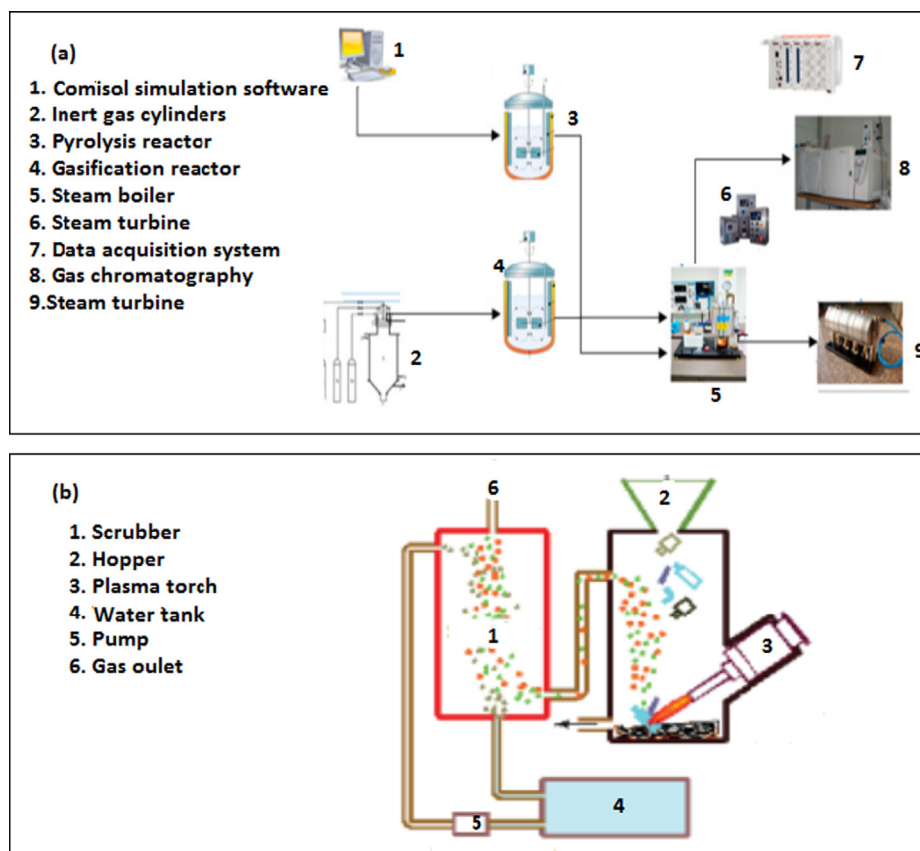 (a)
1. Comisol simulation software
2. Inert gas cylinders
3. Pyrolysis reactor
4. Gasification reactor
5. Steam boiler
6. Steam turbine
7. Data acquisition system
8. Gas chromatography
9.Steam turbine
1
2
3
4
5
6
7
8
9
(b)
1. Scrubber
2. Hopper
3. Plasma torch
4. Water tank
5. Pump
6. Gas oulet
6
2
1
3
4
5